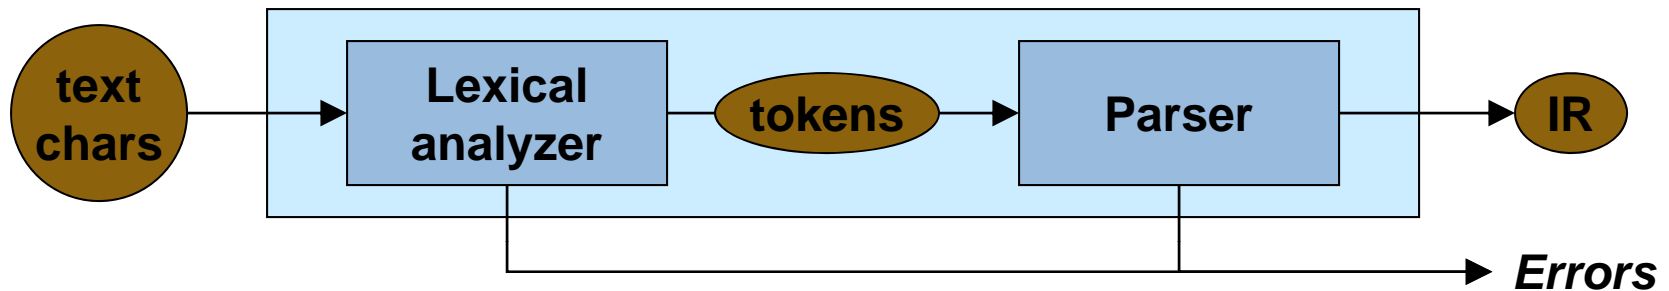 text
chars
Lexical
analyzer
tokens
Parser
IR
Errors